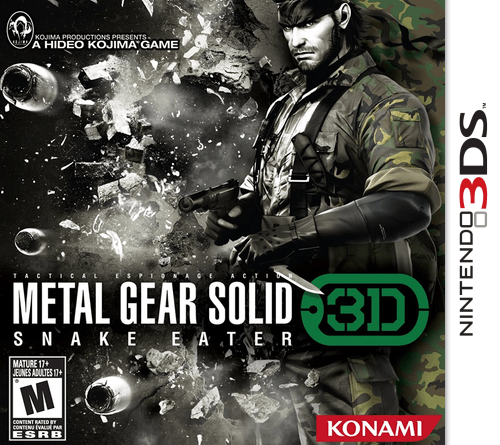 KOJIMA PRODUCTIONS PRESENTS
A HIDEO KOJIMA GAME
TACTICAL ESPIONAGE ACTION
METAL GEAR SOLID
3D
SNAKE EATER
MATURE 17+
JEUNES ADULTES 17+
M
CONTENT RATED BY
CONTENU ÉVALUÉ PAR
ESRB
KONAMI
NINTENDO 3DS